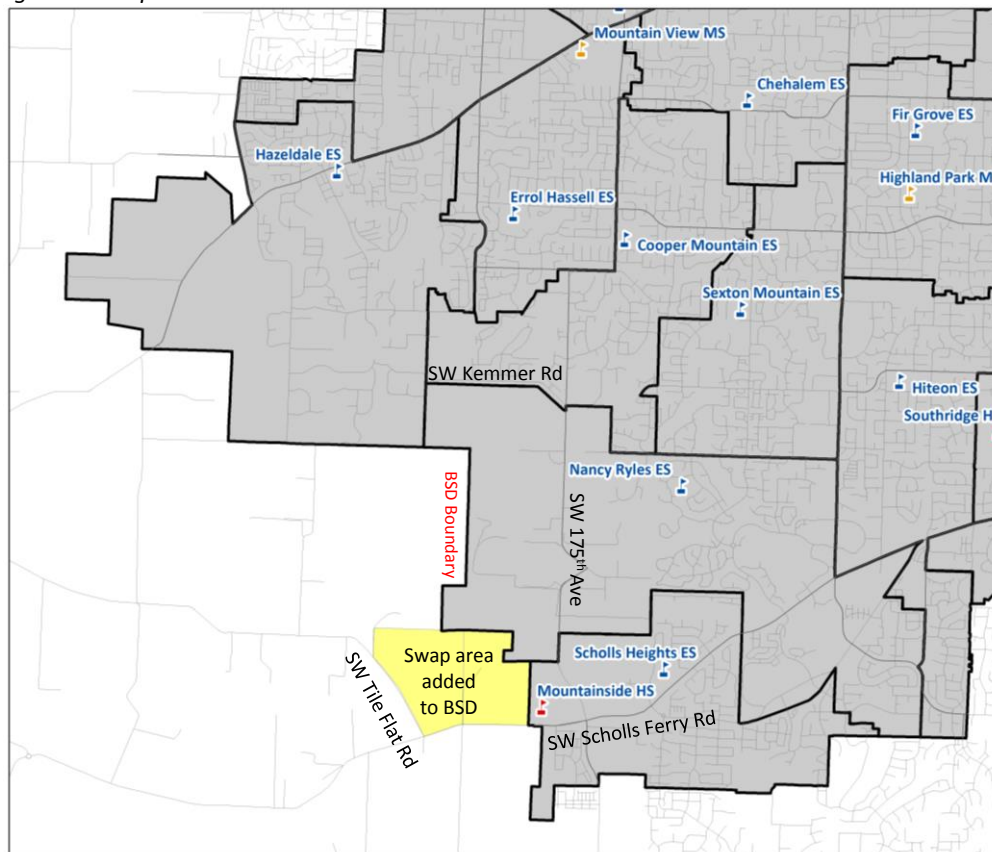 Mountain View MS
Chehalem ES
Fir Grove ES
Hazeldale ES
Highland Park M
Errol Hassell ES
Cooper Mountain ES
Sexton Mountain ES
SW Kemmer Rd
Hiteon ES
Southridge H
Nancy Ryles ES
BSD Boundary
SW 175th Ave
Swap area
added
to BSD
Scholls Heights ES
SW Tile Flat Rd
Mountainside HS
SW Scholls Ferry Rd